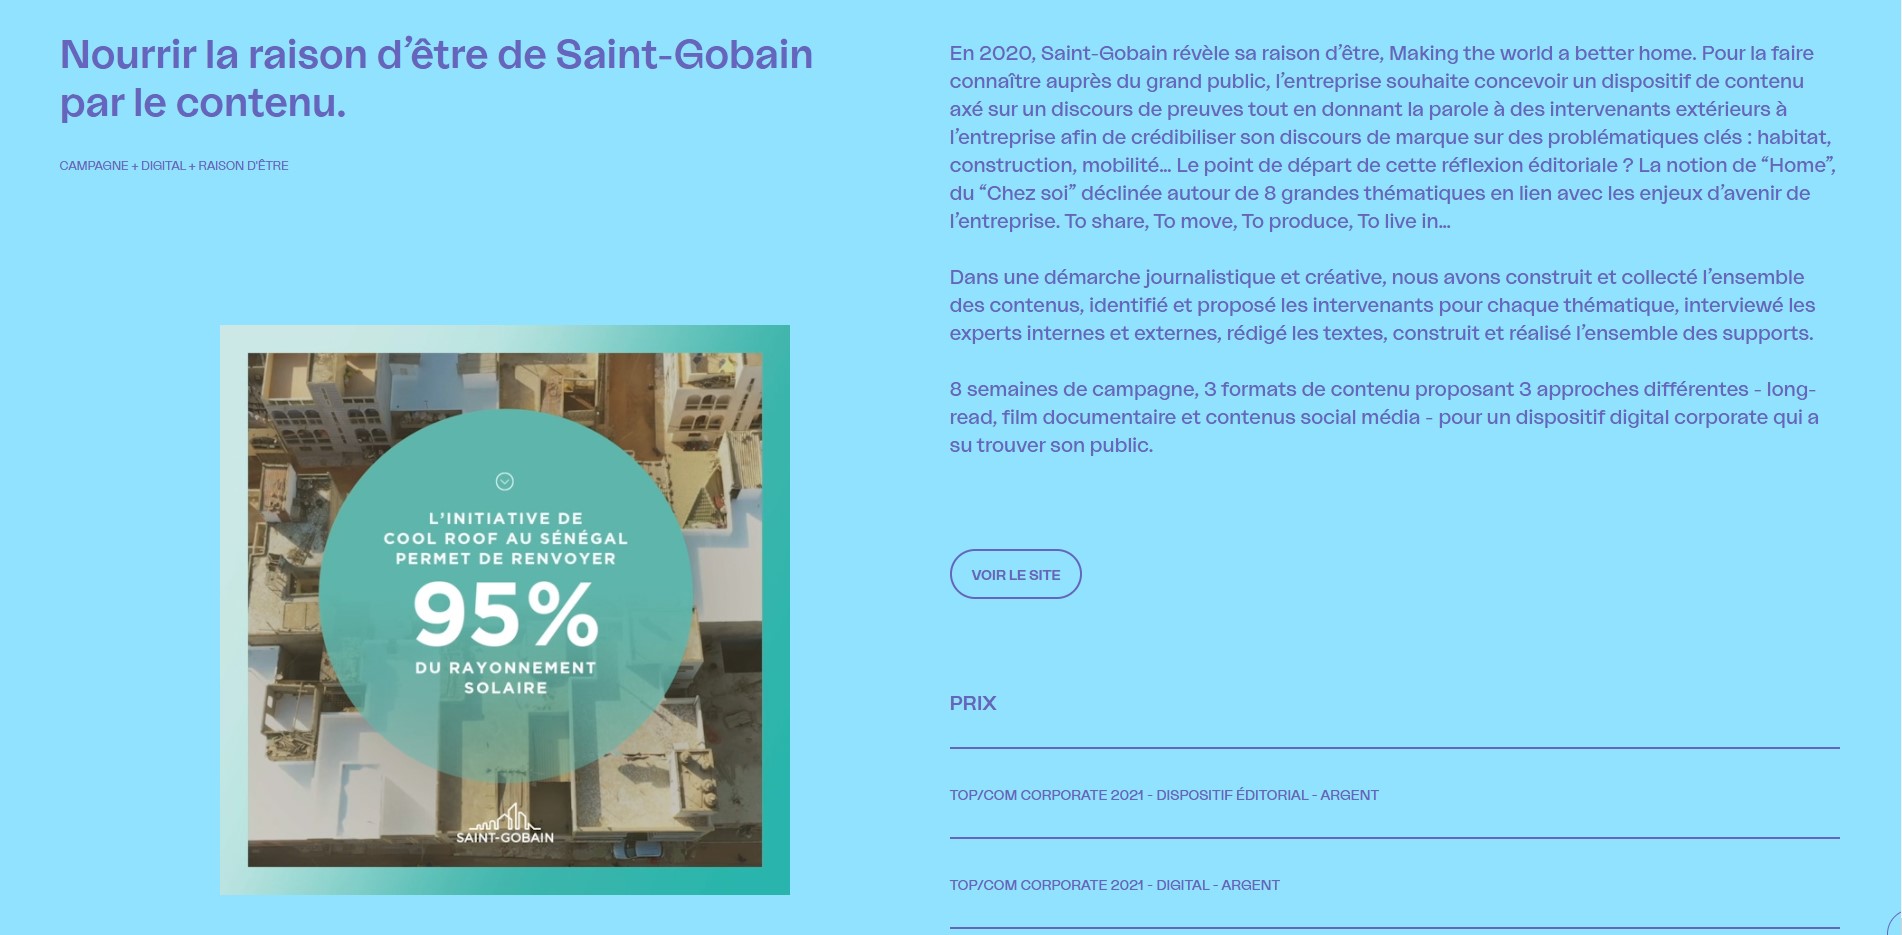 Nourrir la raison d’être de Saint-Gobain
par le contenu.
CAMPAGNE + DIGITAL + RAISON D'ÊTRE
L’INITIATIVE DE
COOL ROOF AU SÉNÉGAL
PERMET DE RENVOYER
95%
DU RAYONNEMENT
SOLAIRE
SAINT-GOBAIN
En 2020, Saint-Gobain révèle sa raison d’être, Making the world a better home. Pour la faire
connaître auprès du grand public, l’entreprise souhaite concevoir un dispositif de contenu
axé sur un discours de preuves tout en donnant la parole à des intervenants extérieurs à
l’entreprise afin de crédibiliser son discours de marque sur des problématiques clés : habitat,
construction, mobilité… Le point de départ de cette réflexion éditoriale ? La notion de “Home”,
du “Chez soi” déclinée autour de 8 grandes thématiques en lien avec les enjeux d’avenir de
l’entreprise. To share, To move, To produce, To live in…
Dans une démarche journalistique et créative, nous avons construit et collecté l’ensemble
des contenus, identifié et proposé les intervenants pour chaque thématique, interviewé les
experts internes et externes, rédigé les textes, construit et réalisé l’ensemble des supports.
8 semaines de campagne, 3 formats de contenu proposant 3 approches différentes - long-
read, film documentaire et contenus social média - pour un dispositif digital corporate qui a
su trouver son public.
VOIR LE SITE
PRIX
TOP/COM CORPORATE 2021 - DISPOSITIF ÉDITORIAL - ARGENT
TOP/COM CORPORATE 2021 - DIGITAL - ARGENT